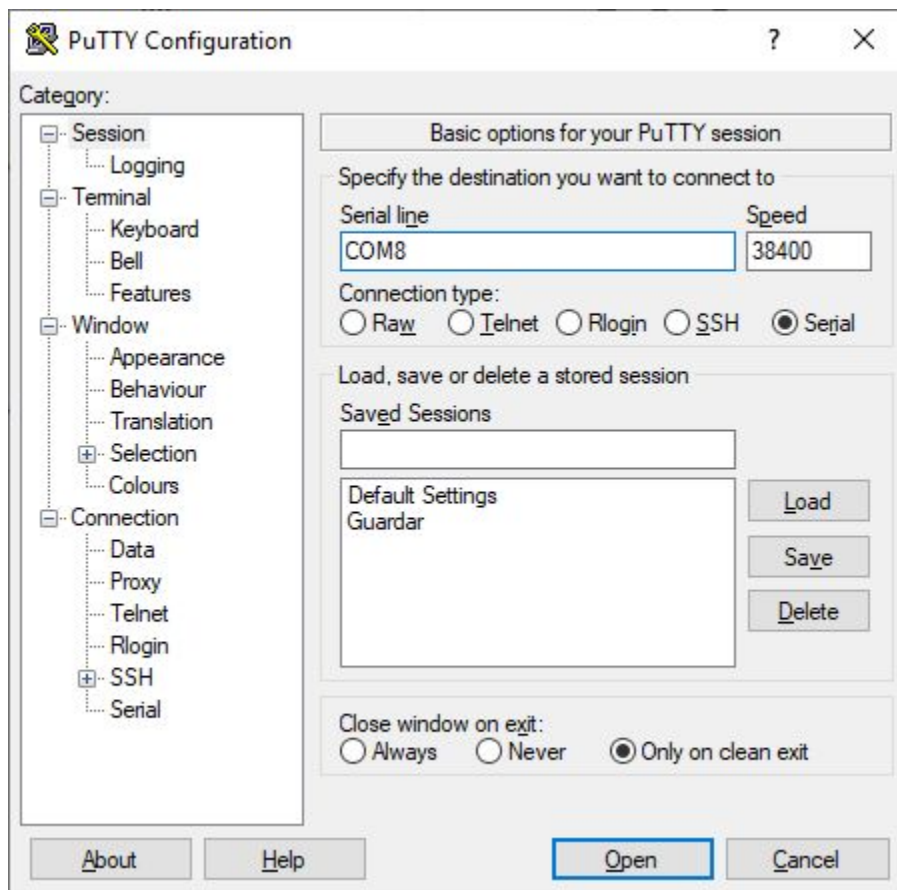 PuTTY Configuration ? ×
Category:
Session
Logging
Terminal
Keyboard
Bell
Features
Window
Appearance
Behaviour
Translation
Selection
Colours
Connection
Data
Proxy
Telnet
Rlogin
SSH
Serial
Basic options for your PuTTY session
Specify the destination you want to connect to
Serial line Speed
COM8 38400
Connection type:
Raw Telnet Rlogin SSH Serial
Load, save or delete a stored session
Saved Sessions
Default Settings
Guardar
Load
Save
Delete
Close window on exit:
Always Never Only on clean exit
About Help Open Cancel